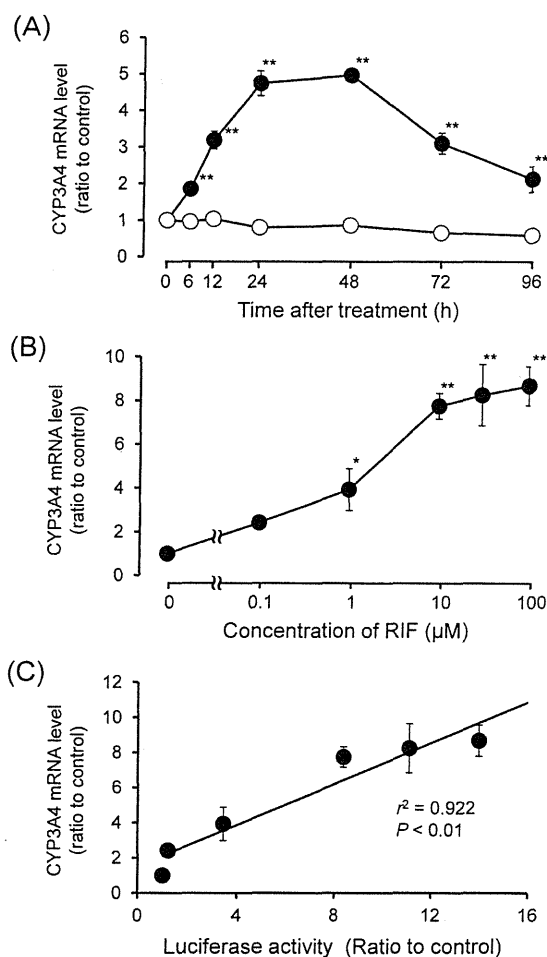 (A)
CYP3A4 mRNA level
(ratio to control)
6
5
4
3
2
1
0
**
**
**
**
**
**
0 6 12 24 48 72 96
Time after treatment (h)
(B)
CYP3A4 mRNA level
(ratio to control)
10
8
6
4
2
0
*
**
**
**
0 0.1 1 10 100
Concentration of RIF (µM)
(C)
CYP3A4 mRNA level
(ratio to control)
12
10
8
6
4
2
0
r² = 0.922
P < 0.01
0 4 8 12 16
Luciferase activity (Ratio to control)